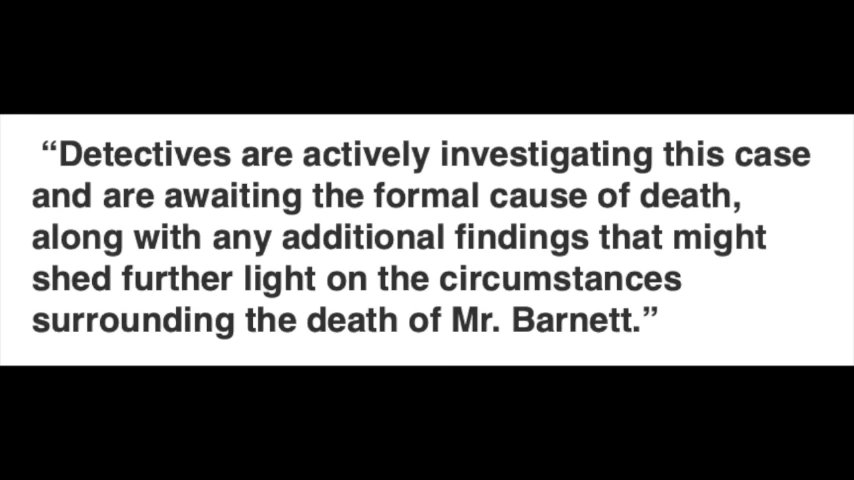 “Detectives are actively investigating this case
and are awaiting the formal cause of death,
along with any additional findings that might
shed further light on the circumstances
surrounding the death of Mr. Barnett.”